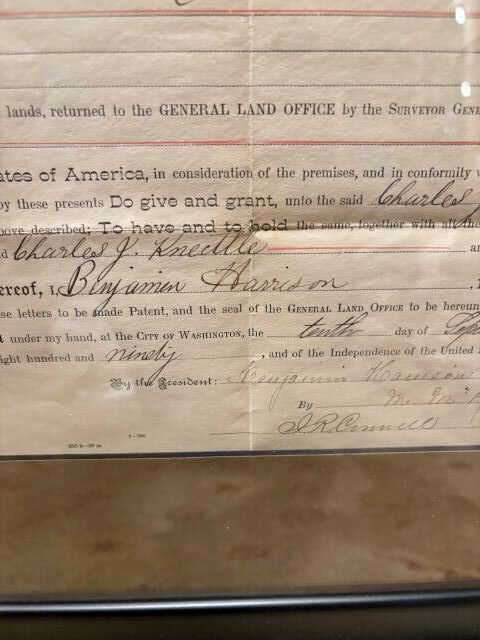 lands, returned to the GENERAL LAND OFFICE by the SURVEYOR GENE
ates of America, in consideration of the premises, and in conformity w
by these presents Do give and grant, unto the said Charles J
bove described; To have and to hold the same, together with all the
d Charles J. Knedtle an
ereof, I, Benjamin Harrison
se letters to be made Patent, and the seal of the GENERAL LAND OFFICE to be hereun
under my hand, at the CITY OF WASHINGTON, the tenth day of Sep
ight hundred and ninety, and of the Independence of the United
By the President: Benjamin Harrison
By M.